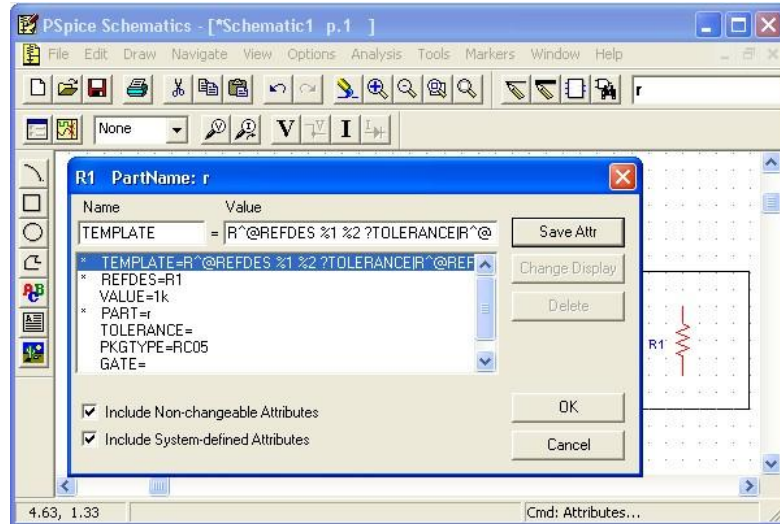 PSpice Schematics - [*Schematic1 p.1 ]
File Edit Draw Navigate View Options Analysis Tools Markers Window Help
r
None V I
R1 PartName: r
Name Value
TEMPLATE = R^@REFDES %1 %2 ?TOLERANCE|R^@ Save Attr
* TEMPLATE=R^@REFDES %1 %2 ?TOLERANCE|R^@REF Change Display
* REFDES=R1
VALUE=1k Delete
* PART=r
TOLERANCE=
PKGTYPE=RC05
GATE=
R1
Include Non-changeable Attributes OK
Include System-defined Attributes Cancel
4.63, 1.33 Cmd: Attributes...